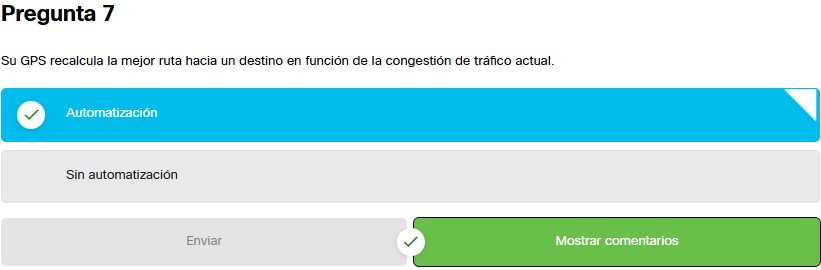 Pregunta 7
Su GPS recalcula la mejor ruta hacia un destino en función de la congestión de tráfico actual.
Automatización
Sin automatización
Enviar
Mostrar comentarios